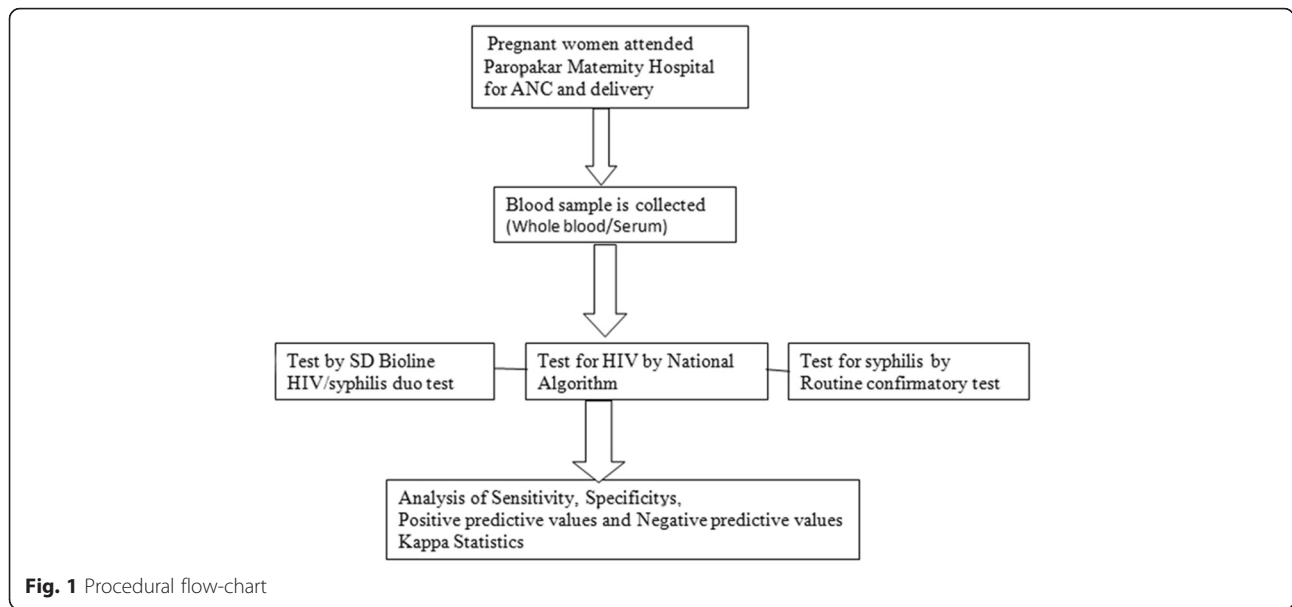 Pregnant women attended
Paropakar Maternity Hospital
for ANC and delivery
Blood sample is collected
(Whole blood/Serum)
Test by SD Bioline
HIV/syphilis duo test
Test for HIV by National
Algorithm
Test for syphilis by
Routine confirmatory test
Analysis of Sensitivity, Specificitys,
Positive predictive values and Negative predictive values
Kappa Statistics
Fig. 1 Procedural flow-chart